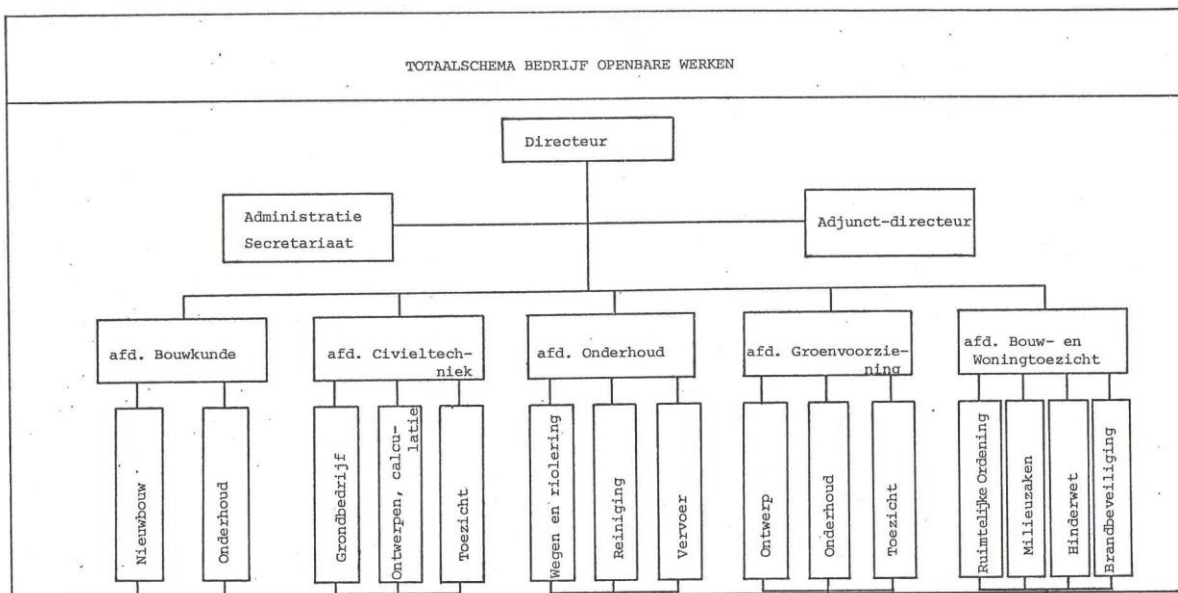 TOTAALSCHEMA BEDRIJF OPENBARE WERKEN
Directeur
Administratie
Secretariaat
Adjunct-directeur
afd. Bouwkunde
afd. Civieltech-
niek
afd. Onderhoud
afd. Groenvoorzie-
ning
afd. Bouw- en
Woningtoezicht
Nieuwbouw
Onderhoud
Grondbedrijf
Ontwerpen, calcu-
latie
Toezicht
Wegen en riolering
Reiniging
Vervoer
Ontwerp
Onderhoud
Toezicht
Ruimtelijke Ordening
Milieuzaken
Hinderwet
Brandbeveiliging